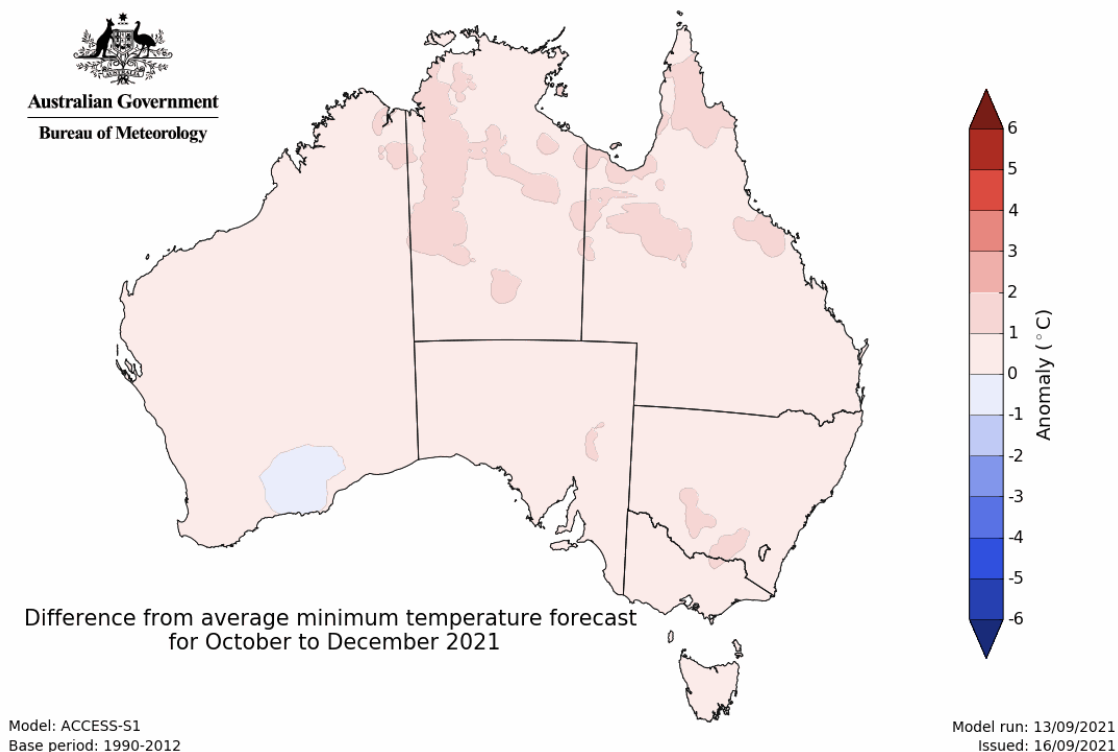 Australian Government
Bureau of Meteorology
6
5
4
3
2
1
0
-1
-2
-3
-4
-5
-6
Anomaly (°C)
Difference from average minimum temperature forecast
for October to December 2021
Model: ACCESS-S1
Base period: 1990-2012
Model run: 13/09/2021
Issued: 16/09/2021